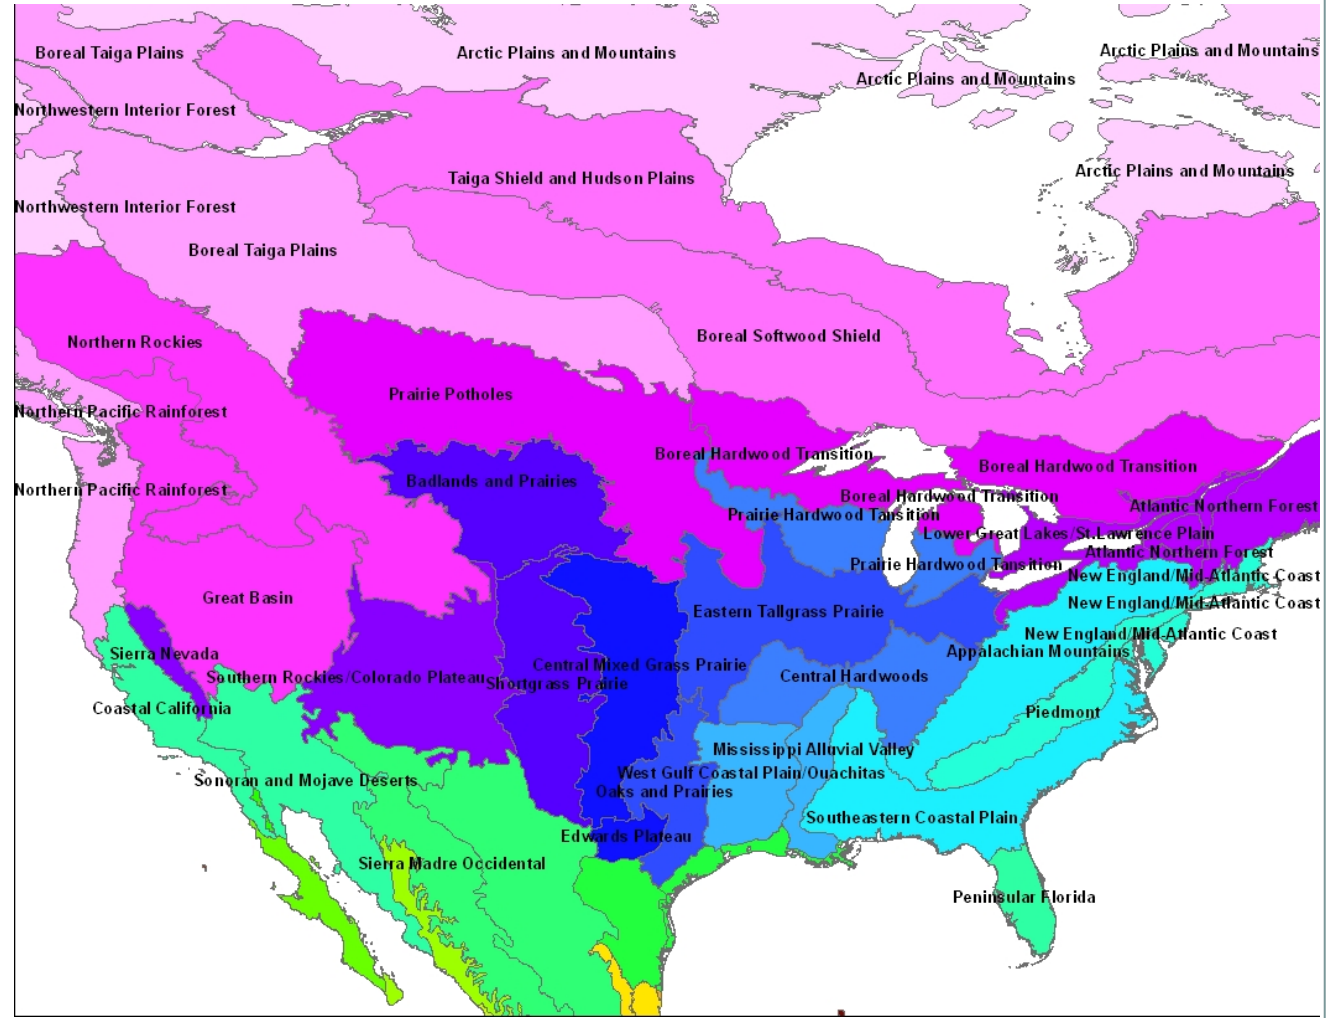 Boreal Taiga Plains
Arctic Plains and Mountains
Arctic Plains and Mountains
Arctic Plains and Mountains
Northwestern Interior Forest
Taiga Shield and Hudson Plains
Arctic Plains and Mountains
Northwestern Interior Forest
Boreal Taiga Plains
Boreal Softwood Shield
Northern Rockies
Prairie Potholes
Northern Pacific Rainforest
Boreal Hardwood Transition
Boreal Hardwood Transition
Badlands and Prairies
Northern Pacific Rainforest
Boreal Hardwood Transition
Atlantic Northern Forest
Prairie Hardwood Tansition
Lower Great Lakes/St.Lawrence Plain
Atlantic Northern Forest
Prairie Hardwood Tansition
New England/Mid-Atlantic Coast
Great Basin
New England/Mid-Atlantic Coast
Eastern Tallgrass Prairie
New England/Mid-Atlantic Coast
Sierra Nevada
Appalachian Mountains
Central Mixed Grass Prairie
Southern Rockies/Colorado Plateau
Shortgrass Prairie
Central Hardwoods
Coastal California
Piedmont
Mississippi Alluvial Valley
West Gulf Coastal Plain/Ouachitas
Sonoran and Mojave Deserts
Oaks and Prairies
Southeastern Coastal Plain
Edwards Plateau
Sierra Madre Occidental
Peninsular Florida